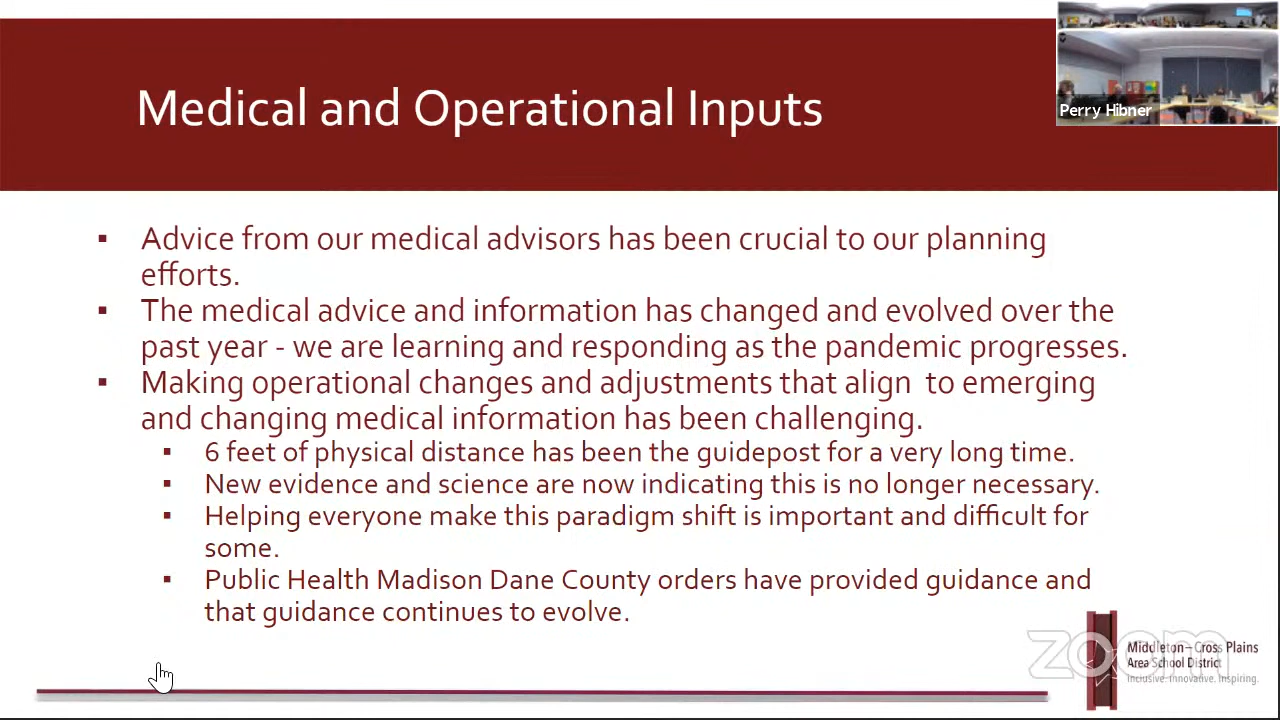 Medical and Operational Inputs
Perry Hibner
▪ Advice from our medical advisors has been crucial to our planning
efforts.
▪ The medical advice and information has changed and evolved over the
past year - we are learning and responding as the pandemic progresses.
▪ Making operational changes and adjustments that align  to emerging
and changing medical information has been challenging.
▪ 6 feet of physical distance has been the guidepost for a very long time.
▪ New evidence and science are now indicating this is no longer necessary.
▪ Helping everyone make this paradigm shift is important and difficult for
some.
▪ Public Health Madison Dane County orders have provided guidance and
that guidance continues to evolve.
zoom
Middleton–Cross Plains
Area School District
Inclusive. Innovative. Inspiring.